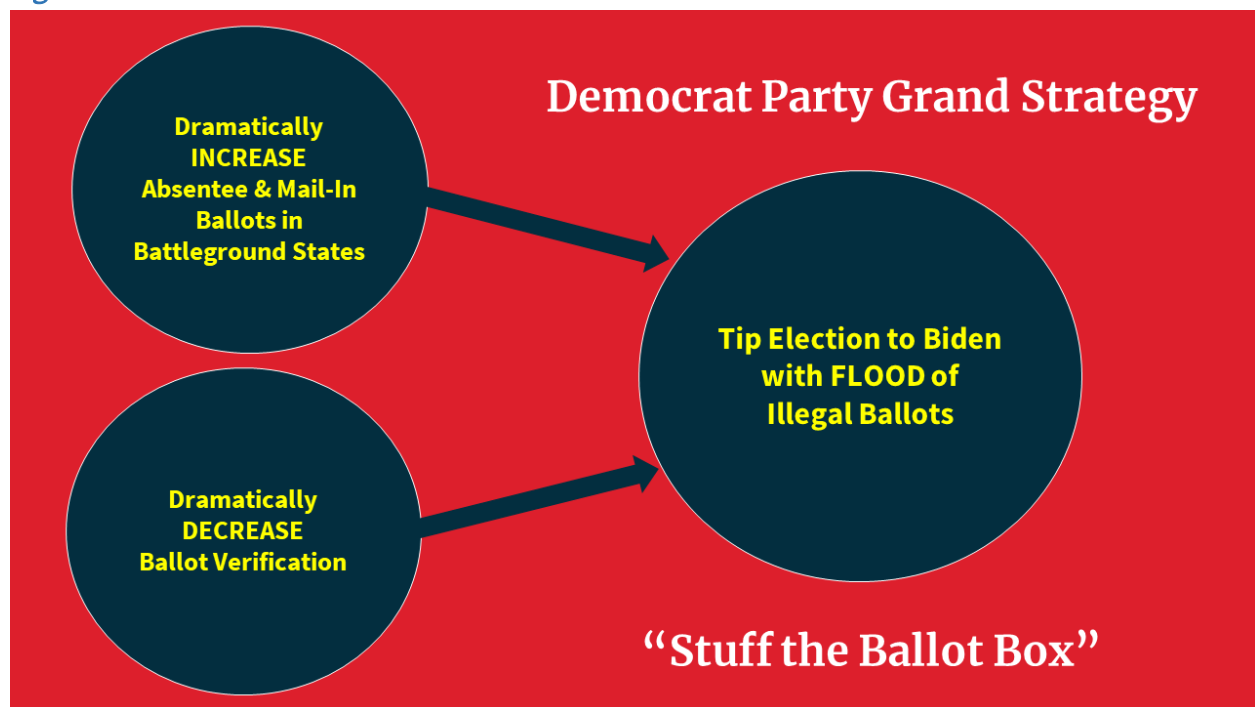 Democrat Party Grand Strategy
Dramatically
INCREASE
Absentee & Mail-In
Ballots in
Battleground States
Dramatically
DECREASE
Ballot Verification
Tip Election to Biden
with FLOOD of
Illegal Ballots
“Stuff the Ballot Box”